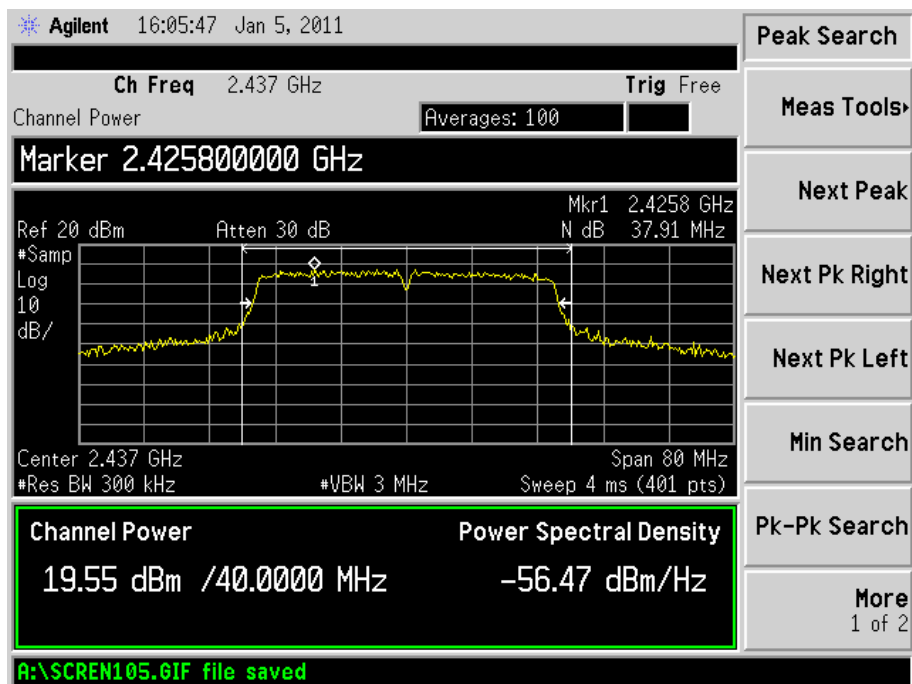 Agilent 16:05:47 Jan 5, 2011
Peak Search
Ch Freq 2.437 GHz Trig Free
Channel Power Averages: 100
Meas Tools
Marker 2.425800000 GHz
Next Peak
Mkr1 2.4258 GHz
Ref 20 dBm Atten 30 dB N dB 37.91 MHz
#Samp
Log
10
dB/
1
Next Pk Right
Next Pk Left
Min Search
Center 2.437 GHz Span 80 MHz
#Res BW 300 kHz #VBW 3 MHz Sweep 4 ms (401 pts)
Channel Power Power Spectral Density
Pk-Pk Search
19.55 dBm /40.0000 MHz -56.47 dBm/Hz
More
1 of 2
A:\SCREN105.GIF file saved